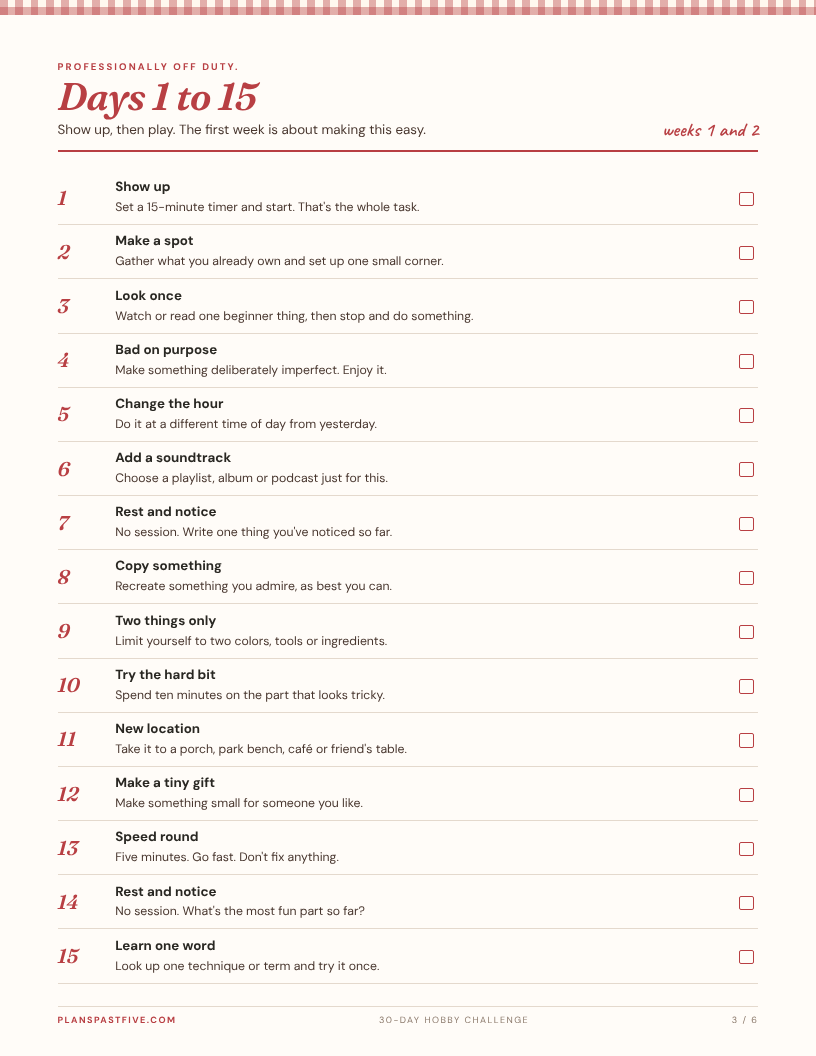 PROFESSIONALLY OFF DUTY.
Days 1 to 15
Show up, then play. The first week is about making this easy.
weeks 1 and 2
1
Show up
Set a 15-minute timer and start. That's the whole task.
2
Make a spot
Gather what you already own and set up one small corner.
3
Look once
Watch or read one beginner thing, then stop and do something.
4
Bad on purpose
Make something deliberately imperfect. Enjoy it.
5
Change the hour
Do it at a different time of day from yesterday.
6
Add a soundtrack
Choose a playlist, album or podcast just for this.
7
Rest and notice
No session. Write one thing you've noticed so far.
8
Copy something
Recreate something you admire, as best you can.
9
Two things only
Limit yourself to two colors, tools or ingredients.
10
Try the hard bit
Spend ten minutes on the part that looks tricky.
11
New location
Take it to a porch, park bench, café or friend's table.
12
Make a tiny gift
Make something small for someone you like.
13
Speed round
Five minutes. Go fast. Don't fix anything.
14
Rest and notice
No session. What's the most fun part so far?
15
Learn one word
Look up one technique or term and try it once.
PLANSPASTFIVE.COM
30-DAY HOBBY CHALLENGE
3 / 6